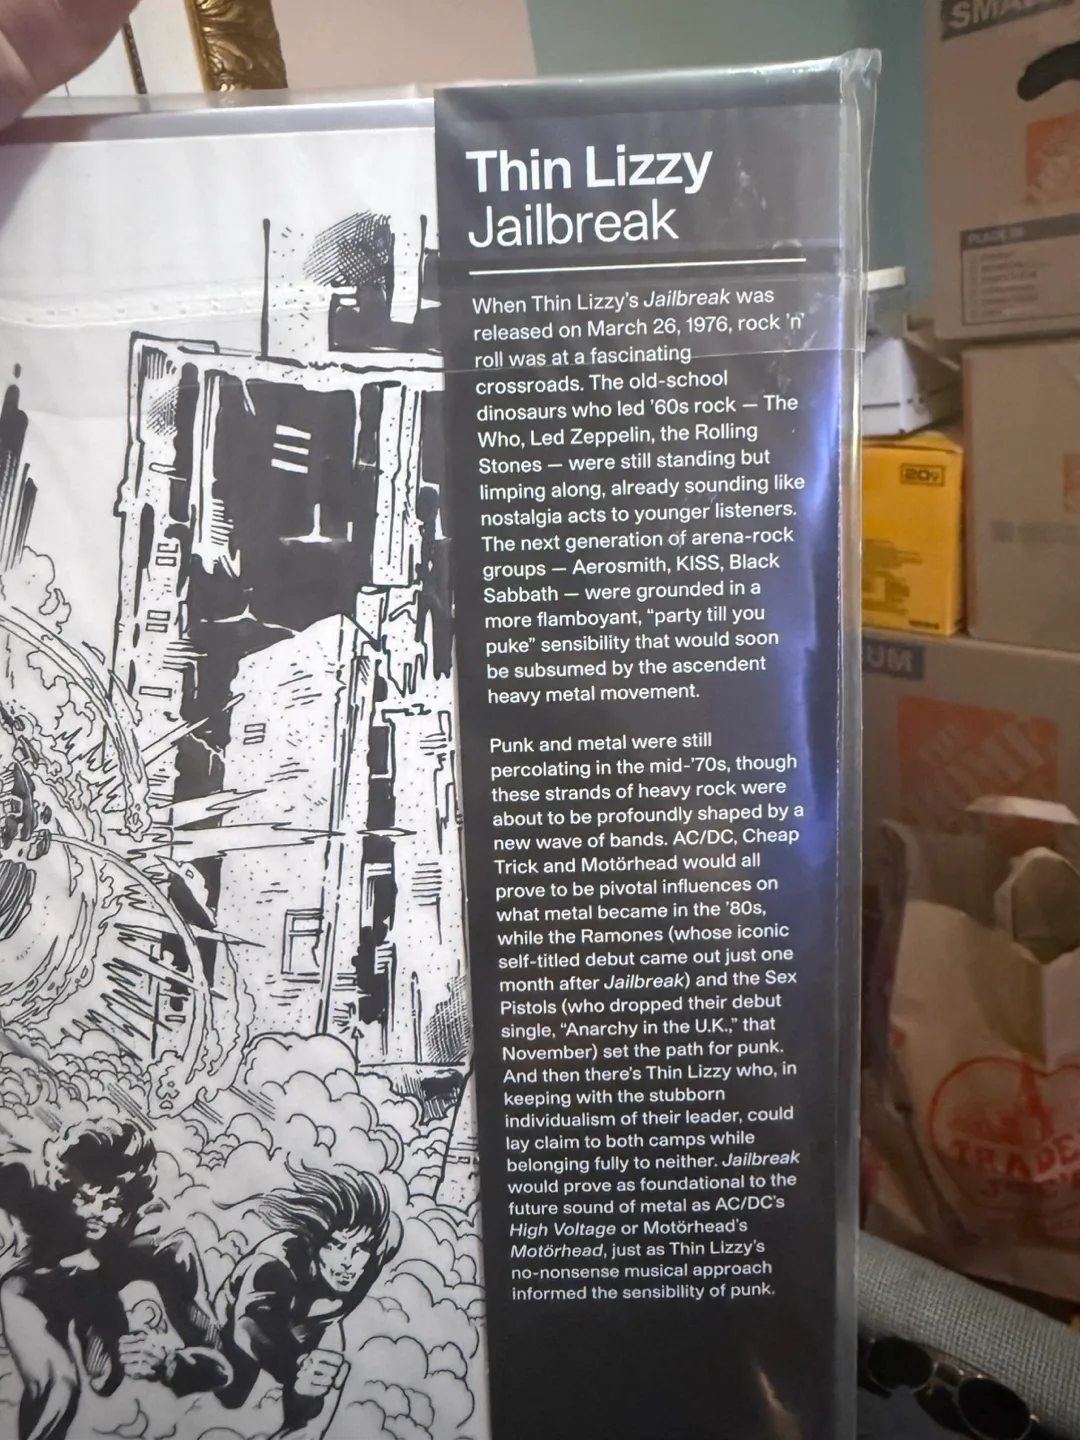 Thin Lizzy
Jailbreak
When Thin Lizzy's Jailbreak was
released on March 26, 1976, rock 'n'
roll was at a fascinating
crossroads. The old-school
dinosaurs who led '60s rock — The
Who, Led Zeppelin, the Rolling
Stones — were still standing but
limping along, already sounding like
nostalgia acts to younger listeners.
The next generation of arena-rock
groups — Aerosmith, KISS, Black
Sabbath — were grounded in a
more flamboyant, “party till you
puke” sensibility that would soon
be subsumed by the ascendent
heavy metal movement.
Punk and metal were still
percolating in the mid-'70s, though
these strands of heavy rock were
about to be profoundly shaped by a
new wave of bands. AC/DC, Cheap
Trick and Motörhead would all
prove to be pivotal influences on
what metal became in the '80s,
while the Ramones (whose iconic
self-titled debut came out just one
month after Jailbreak) and the Sex
Pistols (who dropped their debut
single, “Anarchy in the U.K.,” that
November) set the path for punk.
And then there's Thin Lizzy who, in
keeping with the stubborn
individualism of their leader, could
lay claim to both camps while
belonging fully to neither. Jailbreak
would prove as foundational to the
future sound of metal as AC/DC's
High Voltage or Motörhead's
Motörhead, just as Thin Lizzy's
no-nonsense musical approach
informed the sensibility of punk.
20V